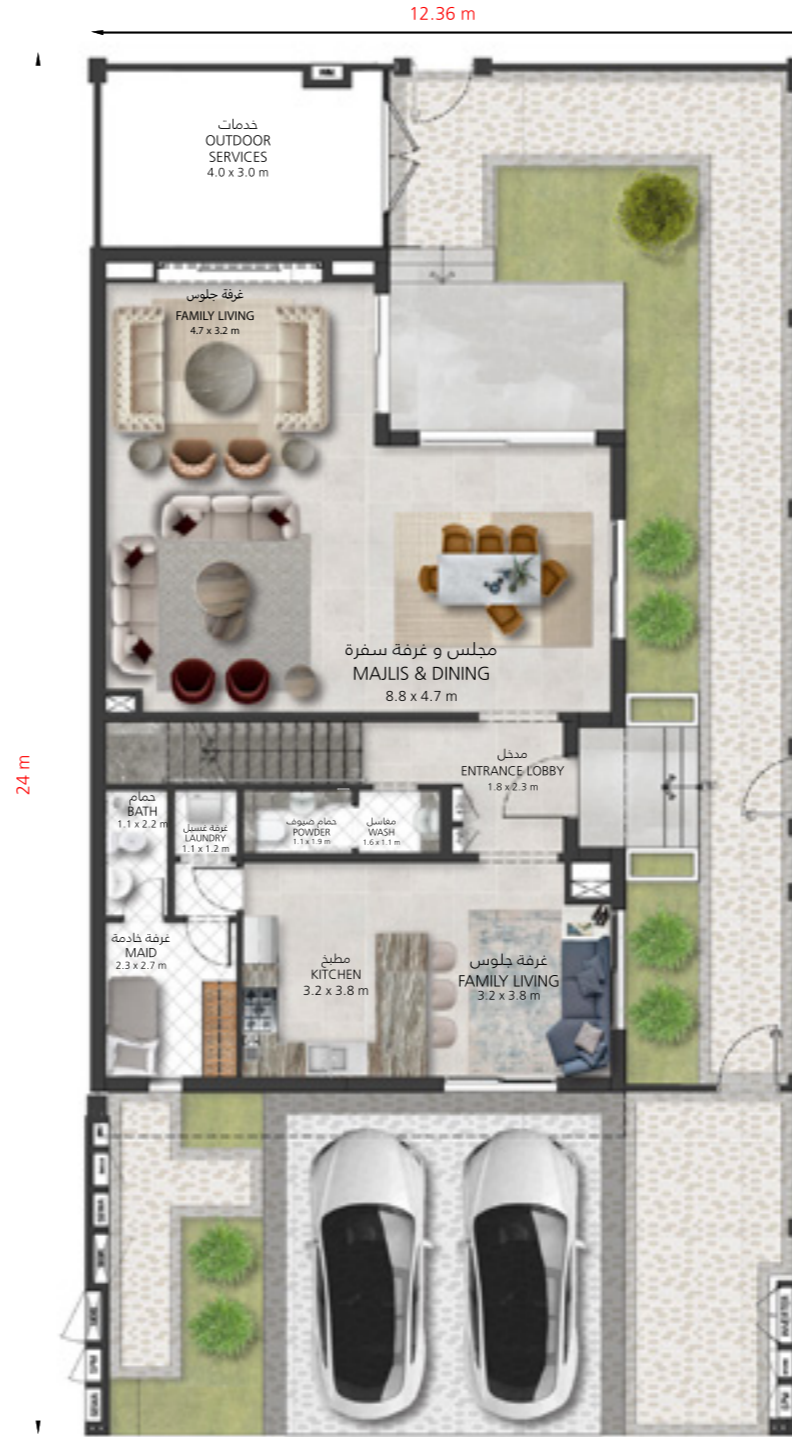 12.36 m
24 m
خدمات
OUTDOOR
SERVICES
4.0 x 3.0 m
غرفة جلوس
FAMILY LIVING
4.7 x 3.2 m
مجلس و غرفة سفرة
MAJLIS & DINING
8.8 x 4.7 m
مدخل
ENTRANCE LOBBY
1.8 x 2.3 m
حمام
BATH
1.1 x 2.2 m
غرفة غسيل
LAUNDRY
1.1 x 1.2 m
حمام ضيوف
POWDER
1.1 x 1.9 m
مغاسل
WASH
1.6 x 1.1 m
غرفة خادمة
MAID
2.3 x 2.7 m
مطبخ
KITCHEN
3.2 x 3.8 m
غرفة جلوس
FAMILY LIVING
3.2 x 3.8 m